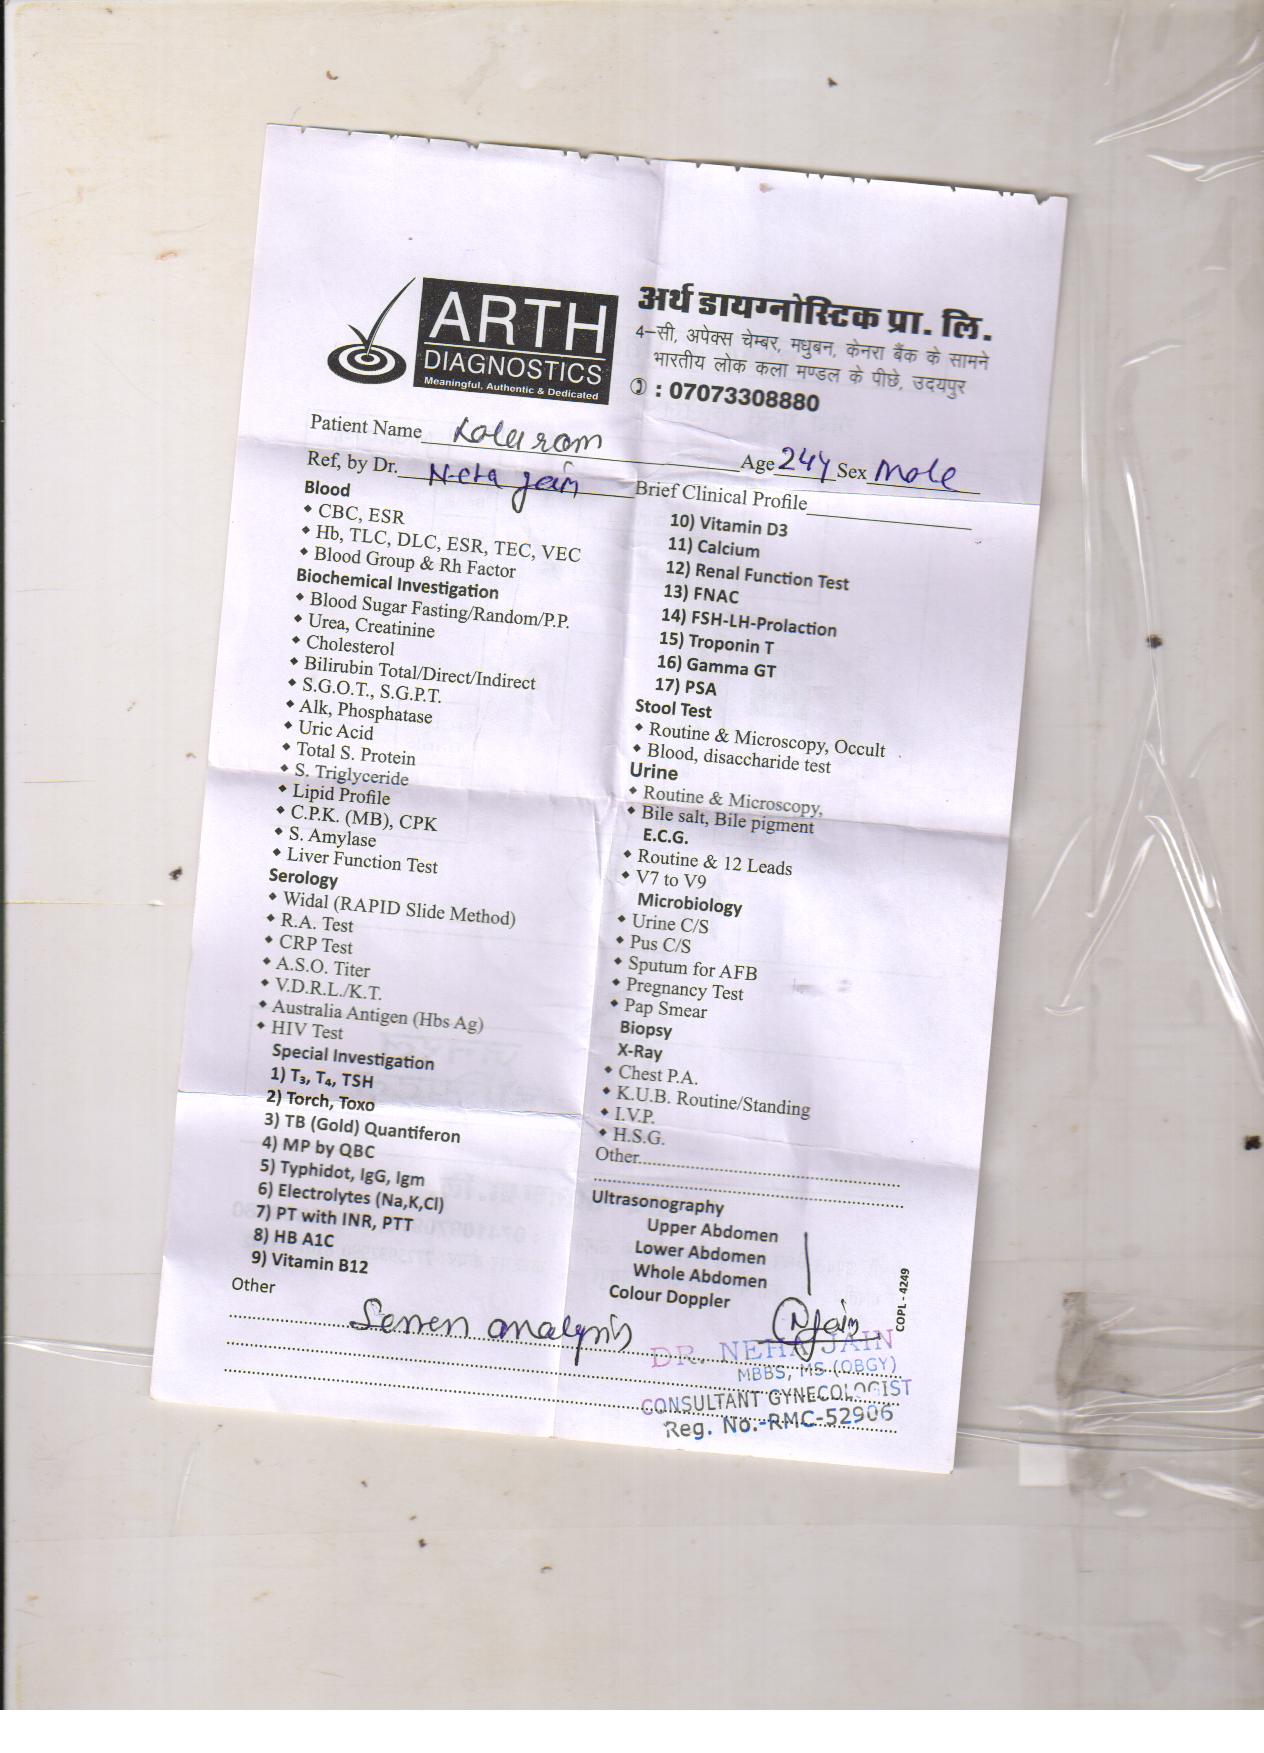 ARTH
DIAGNOSTICS
Meaningful, Authentic & Dedicated
अर्थ डायग्नोस्टिक प्रा. लि.
4–सी, अपेक्स चेम्बर, मधुबन, केनरा बैंक के सामने
भारतीय लोक कला मण्डल के पीछे, उदयपुर
: 07073308880
Patient Name Kalu ram
Age 24y Sex Male
Ref, by Dr. Neha Jain
Brief Clinical Profile
Blood
CBC, ESR
Hb, TLC, DLC, ESR, TEC, VEC
Blood Group & Rh Factor
Biochemical Investigation
Blood Sugar Fasting/Random/P.P.
Urea, Creatinine
Cholesterol
Bilirubin Total/Direct/Indirect
S.G.O.T., S.G.P.T.
Alk, Phosphatase
Uric Acid
Total S. Protein
S. Triglyceride
Lipid Profile
C.P.K. (MB), CPK
S. Amylase
Liver Function Test
Serology
Widal (RAPID Slide Method)
R.A. Test
CRP Test
A.S.O. Titer
V.D.R.L./K.T.
Australia Antigen (Hbs Ag)
HIV Test
Special Investigation
1) T₃, T₄, TSH
2) Torch, Toxo
3) TB (Gold) Quantiferon
4) MP by QBC
5) Typhidot, IgG, Igm
6) Electrolytes (Na,K,Cl)
7) PT with INR, PTT
8) HB A1C
9) Vitamin B12
Other
Semen analysis
10) Vitamin D3
11) Calcium
12) Renal Function Test
13) FNAC
14) FSH-LH-Prolaction
15) Troponin T
16) Gamma GT
17) PSA
Stool Test
Routine & Microscopy, Occult
Blood, disaccharide test
Urine
Routine & Microscopy,
Bile salt, Bile pigment
E.C.G.
Routine & 12 Leads
V7 to V9
Microbiology
Urine C/S
Pus C/S
Sputum for AFB
Pregnancy Test
Pap Smear
Biopsy
X-Ray
Chest P.A.
K.U.B. Routine/Standing
I.V.P.
H.S.G.
Other
Ultrasonography
Upper Abdomen
Lower Abdomen
Whole Abdomen
Colour Doppler
COPL - 4249
NJain
DR. NEHA JAIN
MBBS, MS (OBGY)
CONSULTANT GYNECOLOGIST
Reg. No.-RMC-52906